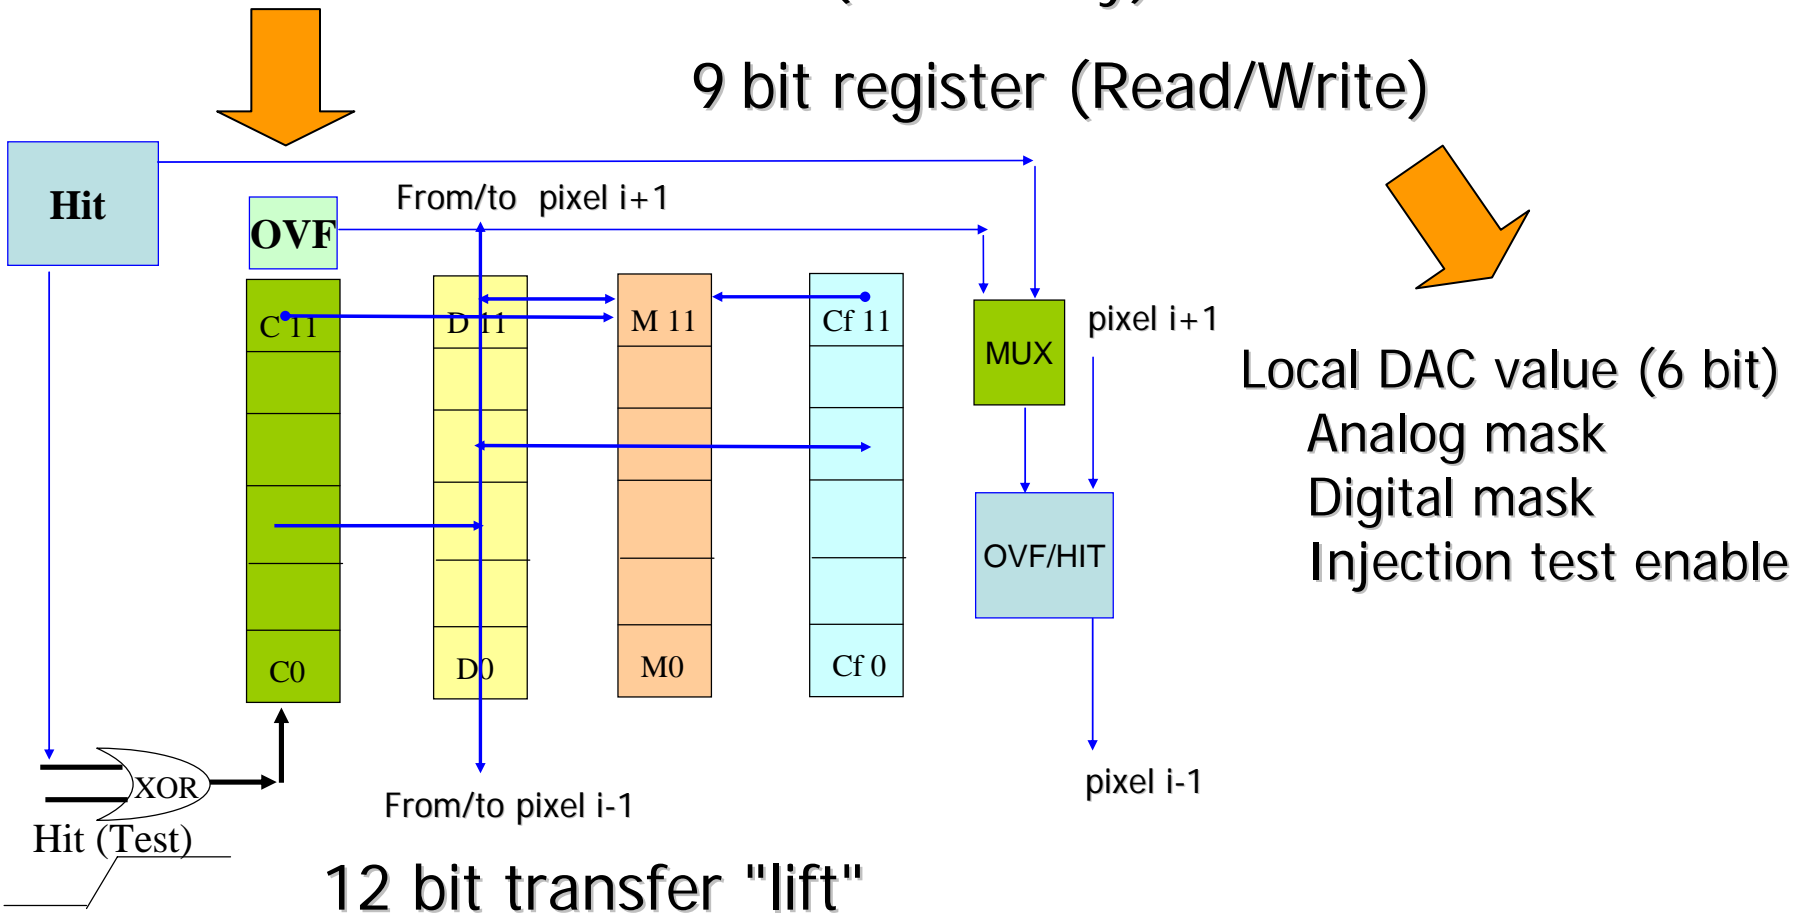 9 bit register (Read/Write)
Hit
From/to pixel i+1
OVF
C 11
D 11
M 11
Cf 11
MUX
pixel i+1
Local DAC value (6 bit)
Analog mask
Digital mask
Injection test enable
OVF/HIT
C0
D0
M0
Cf 0
XOR
Hit (Test)
From/to pixel i-1
pixel i-1
12 bit transfer "lift"